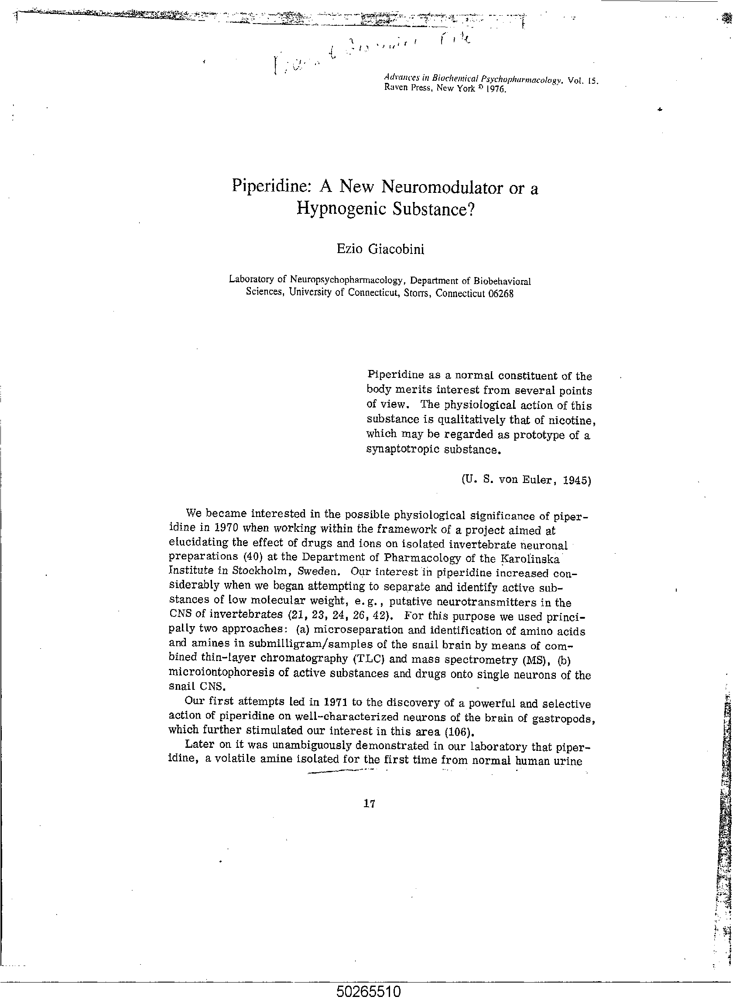 Advances in Biochemical Psychopharmacology, Vol. 15.
Raven Press, New York © 1976.
Piperidine: A New Neuromodulator or a
Hypnogenic Substance?
Ezio Giacobini
Laboratory of Neuropsychopharmacology, Department of Biobehavioral
Sciences, University of Connecticut, Storrs, Connecticut 06268
Piperidine as a normal constituent of the
body merits interest from several points
of view. The physiological action of this
substance is qualitatively that of nicotine,
which may be regarded as prototype of a
synaptotropic substance.
(U. S. von Euler, 1945)
We became interested in the possible physiological significance of piper-
idine in 1970 when working within the framework of a project aimed at
elucidating the effect of drugs and ions on isolated invertebrate neuronal
preparations (40) at the Department of Pharmacology of the Karolinska
Institute in Stockholm, Sweden. Our interest in piperidine increased con-
siderably when we began attempting to separate and identify active sub-
stances of low molecular weight, e.g., putative neurotransmitters in the
CNS of invertebrates (21, 23, 24, 26, 42). For this purpose we used princi-
pally two approaches: (a) microseparation and identification of amino acids
and amines in submilligram/samples of the snail brain by means of com-
bined thin-layer chromatography (TLC) and mass spectrometry (MS), (b)
microiontophoresis of active substances and drugs onto single neurons of the
snail CNS.
Our first attempts led in 1971 to the discovery of a powerful and selective
action of piperidine on well-characterized neurons of the brain of gastropods,
which further stimulated our interest in this area (106).
Later on it was unambiguously demonstrated in our laboratory that piper-
idine, a volatile amine isolated for the first time from normal human urine
17
50265510